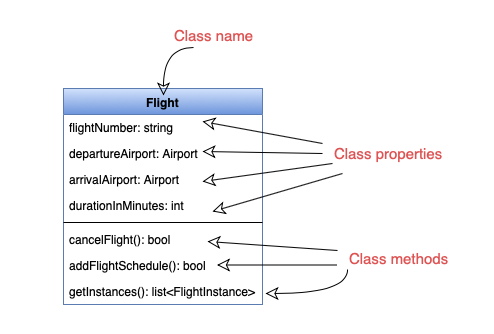 Class name
Flight
flightNumber: string
departureAirport: Airport
arrivalAirport: Airport
durationInMinutes: int
Class properties
cancelFlight(): bool
addFlightSchedule(): bool
getInstances(): list<FlightInstance>
Class methods